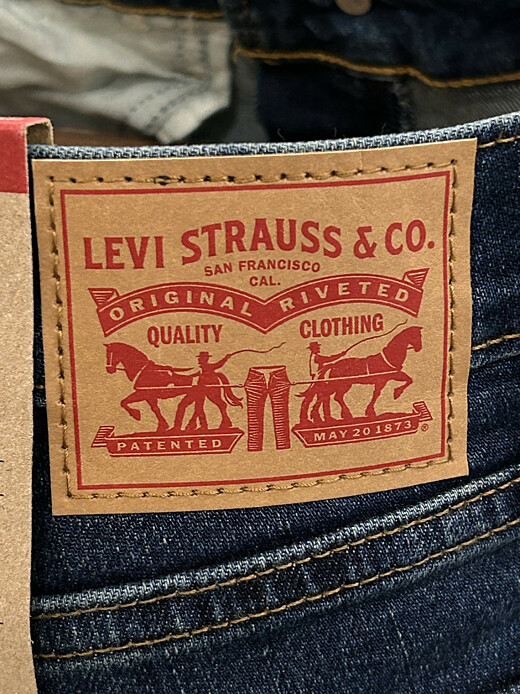 LEVI STRAUSS & CO.
SAN FRANCISCO
CAL.
ORIGINAL RIVETED
QUALITY CLOTHING
PATENTED MAY 20 1873 ®